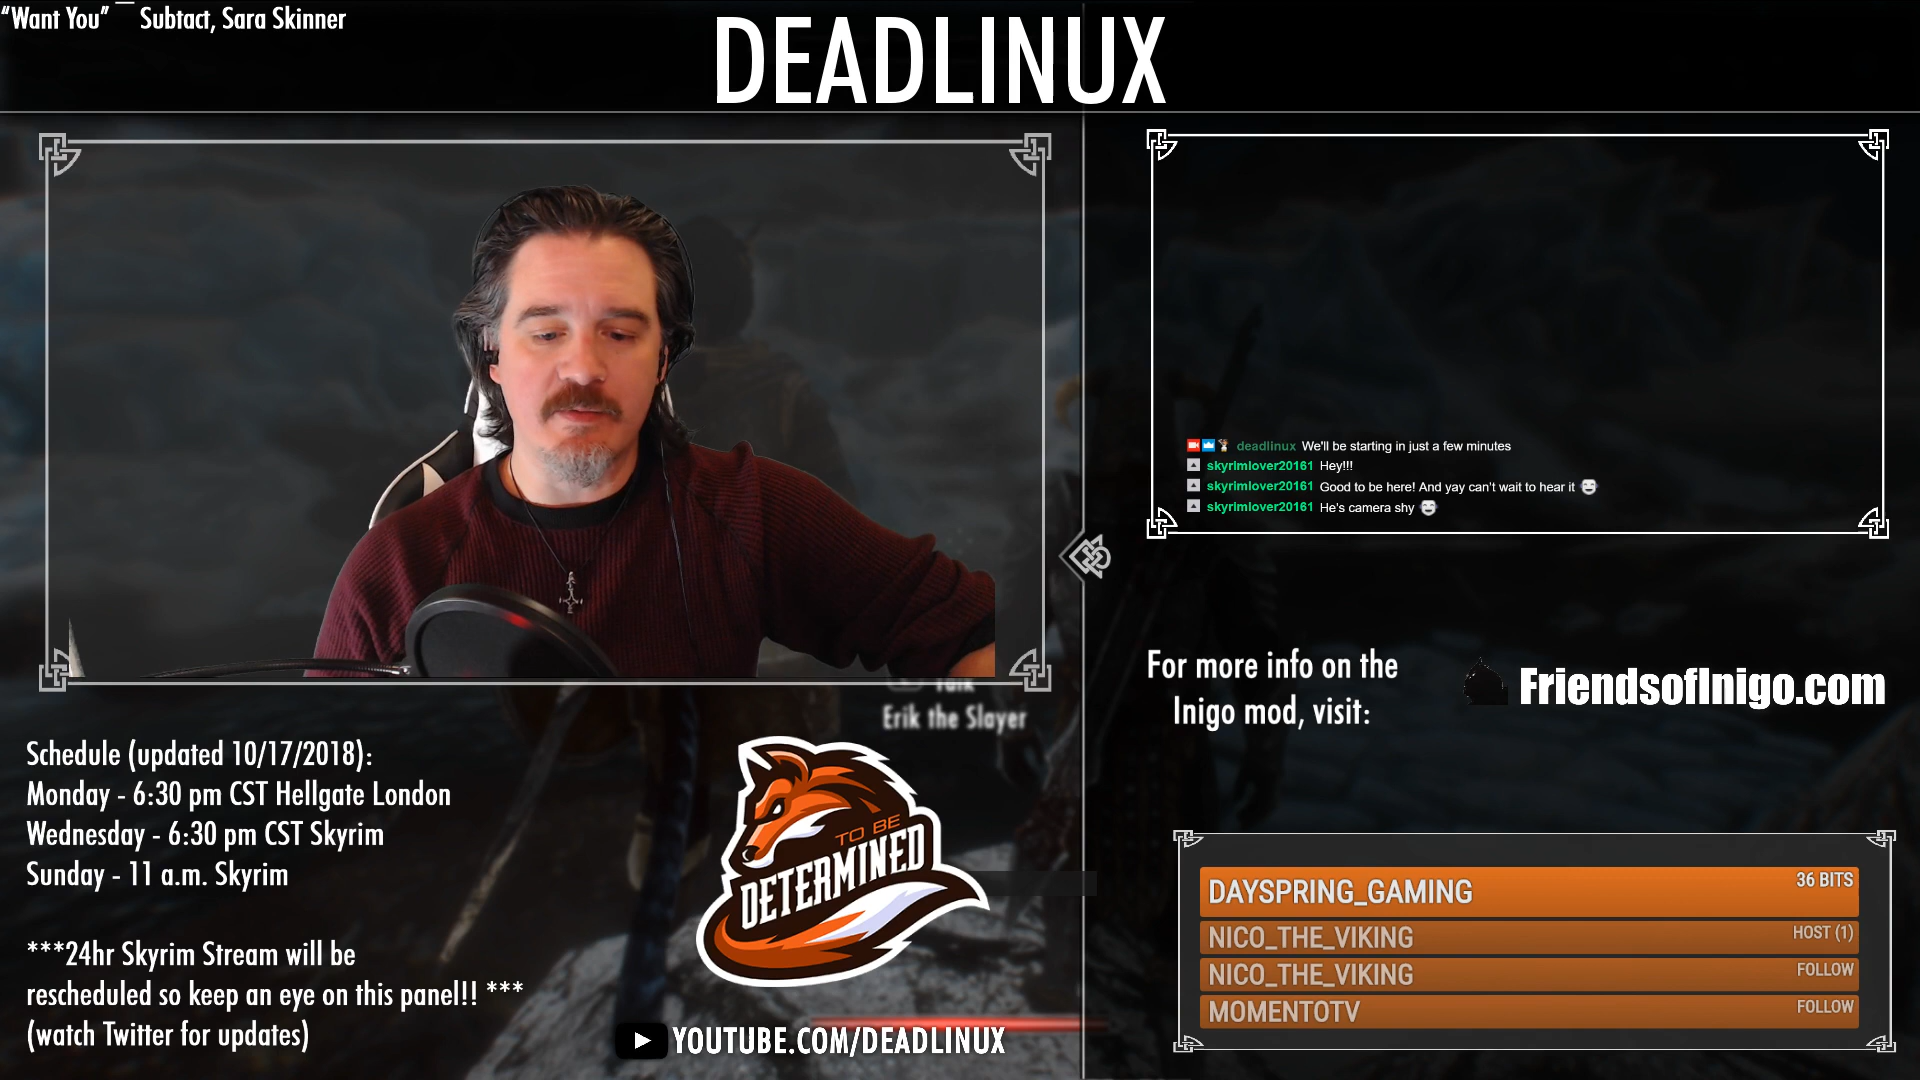 “Want You” — Subtact, Sara Skinner
DEADLINUX
deadlinux We'll be starting in just a few minutes
skyrimlover20161 Hey!!!
skyrimlover20161 Good to be here! And yay can't wait to hear it
skyrimlover20161 He's camera shy
For more info on the
Inigo mod, visit:
FriendsofInigo.com
Talk
Erik the Slayer
Schedule (updated 10/17/2018):
Monday - 6:30 pm CST Hellgate London
Wednesday - 6:30 pm CST Skyrim
Sunday - 11 a.m. Skyrim
***24hr Skyrim Stream will be
rescheduled so keep an eye on this panel!! ***
(watch Twitter for updates)
TO BE
DETERMINED
YOUTUBE.COM/DEADLINUX
DAYSPRING_GAMING 36 BITS
NICO_THE_VIKING HOST (1)
NICO_THE_VIKING FOLLOW
MOMENTOTV FOLLOW